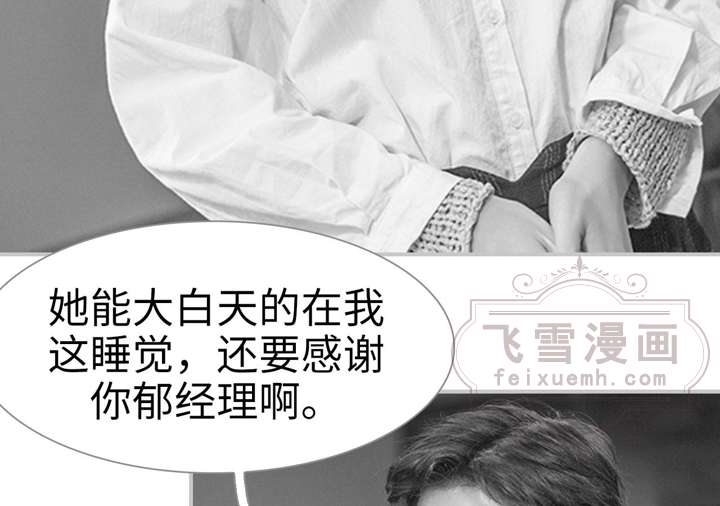 她能大白天的在我
这睡觉，还要感谢
你郁经理啊。
飞雪漫画
feixuemh.com